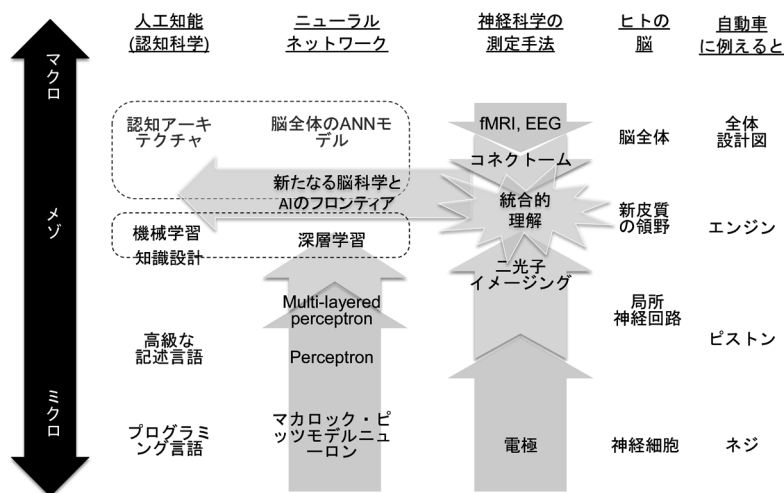 人工知能
(認知科学)
ニューラル
ネットワーク
神経科学の
測定手法
ヒトの
脳
自動車
に例えると
マクロ
メゾ
ミクロ
認知アーキ
テクチャ
脳全体のANNモ
デル
fMRI, EEG
コネクトーム
脳全体
全体
設計図
新たなる脳科学と
AIのフロンティア
統合的
理解
新皮質
の領野
エンジン
機械学習
知識設計
深層学習
二光子
イメージング
Multi-layered
perceptron
局所
神経回路
高級な
記述言語
Perceptron
ピストン
プログラミ
ング言語
マカロック・ピ
ッツモデルニュー
ロン
電極
神経細胞
ネジ